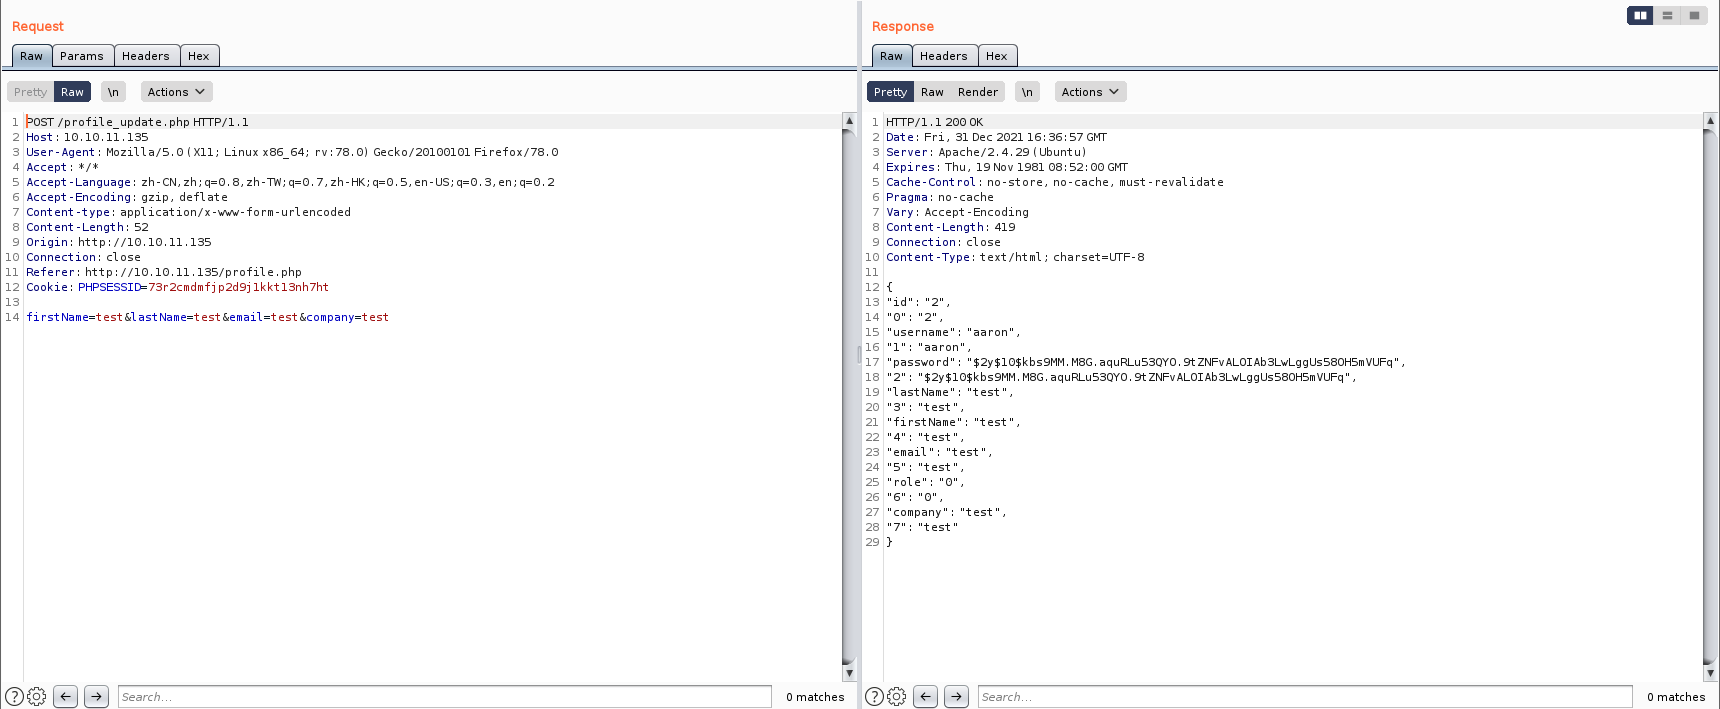 Request
Raw Params Headers Hex
Pretty Raw \n Actions
1 POST /profile_update.php HTTP/1.1
2 Host: 10.10.11.135
3 User-Agent: Mozilla/5.0 (X11; Linux x86_64; rv:78.0) Gecko/20100101 Firefox/78.0
4 Accept: */*
5 Accept-Language: zh-CN,zh;q=0.8,zh-TW;q=0.7,zh-HK;q=0.5,en-US;q=0.3,en;q=0.2
6 Accept-Encoding: gzip, deflate
7 Content-type: application/x-www-form-urlencoded
8 Content-Length: 52
9 Origin: http://10.10.11.135
10 Connection: close
11 Referer: http://10.10.11.135/profile.php
12 Cookie: PHPSESSID=73r2cmdmfjp2d9j1kkt13nh7ht
13
14 firstName=test&lastName=test&email=test&company=test
? Search... 0 matches
Response
Raw Headers Hex
Pretty Raw Render \n Actions
1 HTTP/1.1 200 OK
2 Date: Fri, 31 Dec 2021 16:36:57 GMT
3 Server: Apache/2.4.29 (Ubuntu)
4 Expires: Thu, 19 Nov 1981 08:52:00 GMT
5 Cache-Control: no-store, no-cache, must-revalidate
6 Pragma: no-cache
7 Vary: Accept-Encoding
8 Content-Length: 419
9 Connection: close
10 Content-Type: text/html; charset=UTF-8
11
12 {
13 "id": "2",
14 "0": "2",
15 "username": "aaron",
16 "1": "aaron",
17 "password": "$2y$10$kbs9MM.M8G.aquRLu53QYO.9tZNFvALOIAb3LwLggUs58OH5mVUFq",
18 "2": "$2y$10$kbs9MM.M8G.aquRLu53QYO.9tZNFvALOIAb3LwLggUs58OH5mVUFq",
19 "lastName": "test",
20 "3": "test",
21 "firstName": "test",
22 "4": "test",
23 "email": "test",
24 "5": "test",
25 "role": "0",
26 "6": "0",
27 "company": "test",
28 "7": "test"
29 }
? Search... 0 matches